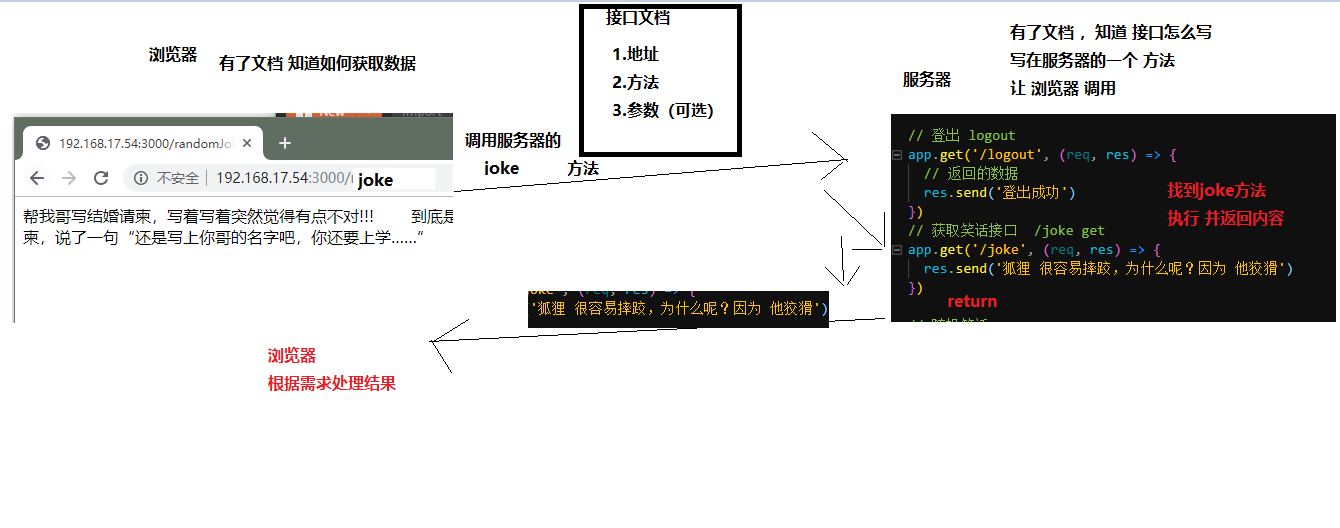 接口文档
1.地址
2.方法
3.参数（可选）
浏览器
有了文档 知道如何获取数据
192.168.17.54:3000/randomJo
不安全
192.168.17.54:3000/
joke
帮我哥写结婚请柬，写着写着突然觉得有点不对!!! 到底是
柬，说了一句“还是写上你哥的名字吧，你还要上学……”
调用服务器的
joke 方法
有了文档 ，知道 接口怎么写
写在服务器的一个 方法
让 浏览器 调用
服务器
// 登出 logout
app.get('/logout', (req, res) => {
// 返回的数据
res.send('登出成功')
})
// 获取笑话接口 /joke get
app.get('/joke', (req, res) => {
res.send('狐狸 很容易摔跤，为什么呢？因为 他狡猾')
})
找到joke方法
执行 并返回内容
return
'狐狸 很容易摔跤，为什么呢？因为 他狡猾')
浏览器
根据需求处理结果